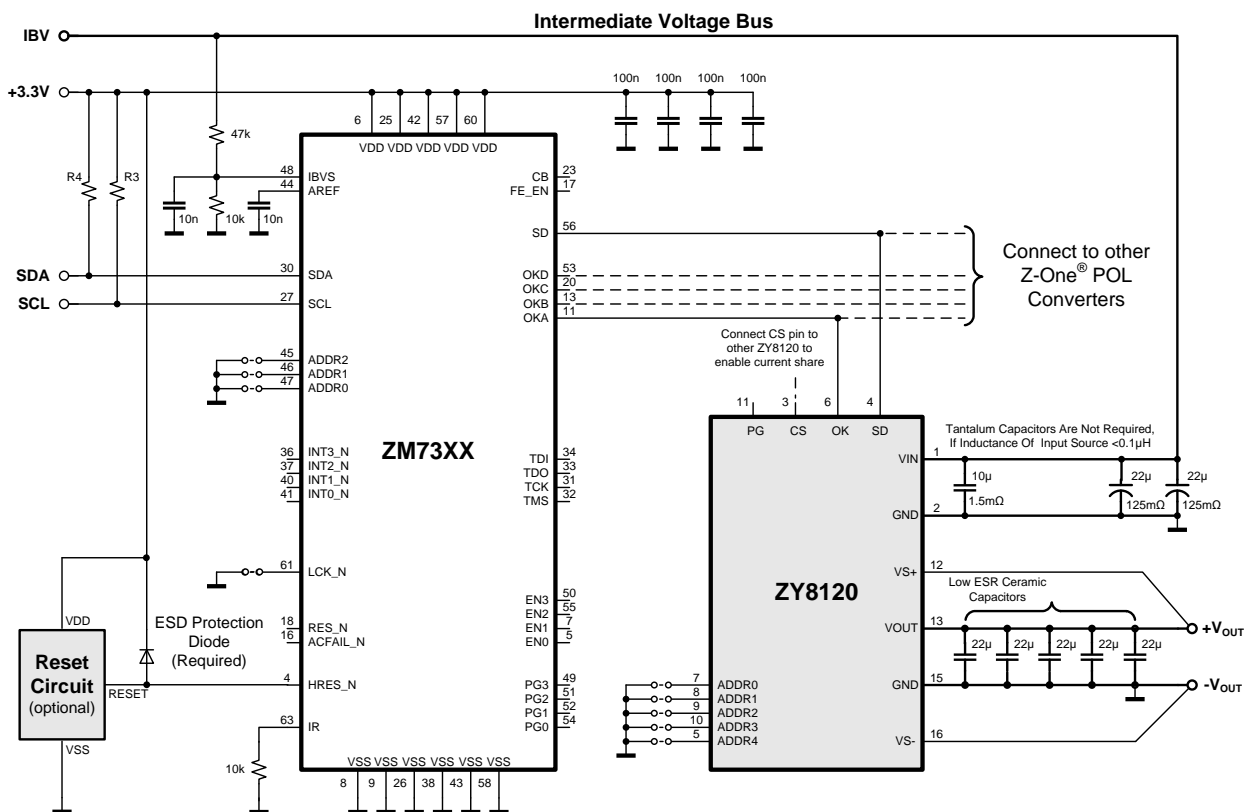 Intermediate Voltage Bus
IBV
+3.3V
100n 100n 100n 100n
6 25 42 57 60
VDD VDD VDD VDD VDD
47k
R4
R3
48 IBVS
44 AREF
10n
10k
10n
CB 23
FE_EN 17
SD 56
SDA
30 SDA
SCL
27 SCL
OKD 53
OKC 20
OKB 13
OKA 11
Connect to other
Z-One® POL
Converters
Connect CS pin to
other ZY8120 to
enable current share
45 ADDR2
46 ADDR1
47 ADDR0
11 3 6 4
PG CS OK SD
ZM73XX
36 INT3_N
37 INT2_N
40 INT1_N
41 INT0_N
TDI 34
TDO 33
TCK 31
TMS 32
Tantalum Capacitors Are Not Required,
If Inductance Of Input Source <0.1µH
VIN 1
10µ
1.5mΩ
22µ
125mΩ
22µ
125mΩ
GND 2
61 LCK_N
ZY8120
VS+ 12
Low ESR Ceramic
Capacitors
EN3 50
EN2 55
EN1 7
EN0 5
VDD
ESD Protection
Diode
(Required)
18 RES_N
16 ACFAIL_N
VOUT 13
22µ 22µ 22µ 22µ 22µ
+VOUT
Reset
Circuit
(optional)
RESET
4 HRES_N
PG3 49
PG2 51
PG1 52
PG0 54
GND 15
-VOUT
7 ADDR0
8 ADDR1
9 ADDR2
10 ADDR3
5 ADDR4
63 IR
VS- 16
VSS
10k
VSS VSS VSS VSS VSS VSS
8 9 26 38 43 58